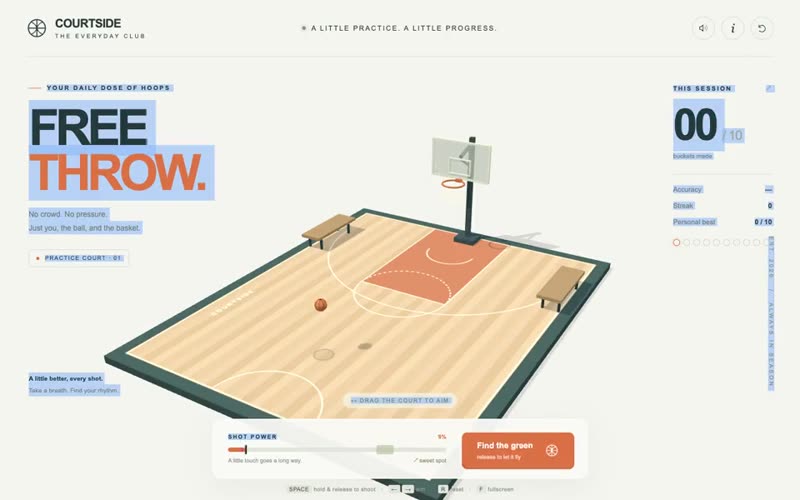 COURTSIDE
THE EVERYDAY CLUB
A LITTLE PRACTICE. A LITTLE PROGRESS.
i
YOUR DAILY DOSE OF HOOPS
FREE
THROW.
No crowd. No pressure.
Just you, the ball, and the basket.
PRACTICE COURT · 01
THIS SESSION
00 / 10
buckets made
Accuracy —
Streak 0
Personal best 0 / 10
EST. 2026 / ALWAYS IN SEASON
COURTSIDE
A little better, every shot.
Take a breath. Find your rhythm.
↔ DRAG THE COURT TO AIM
SHOT POWER 8%
A little touch goes a long way. sweet spot
Find the green
release to let it fly
SPACE hold & release to shoot · ← → aim · R reset · F fullscreen